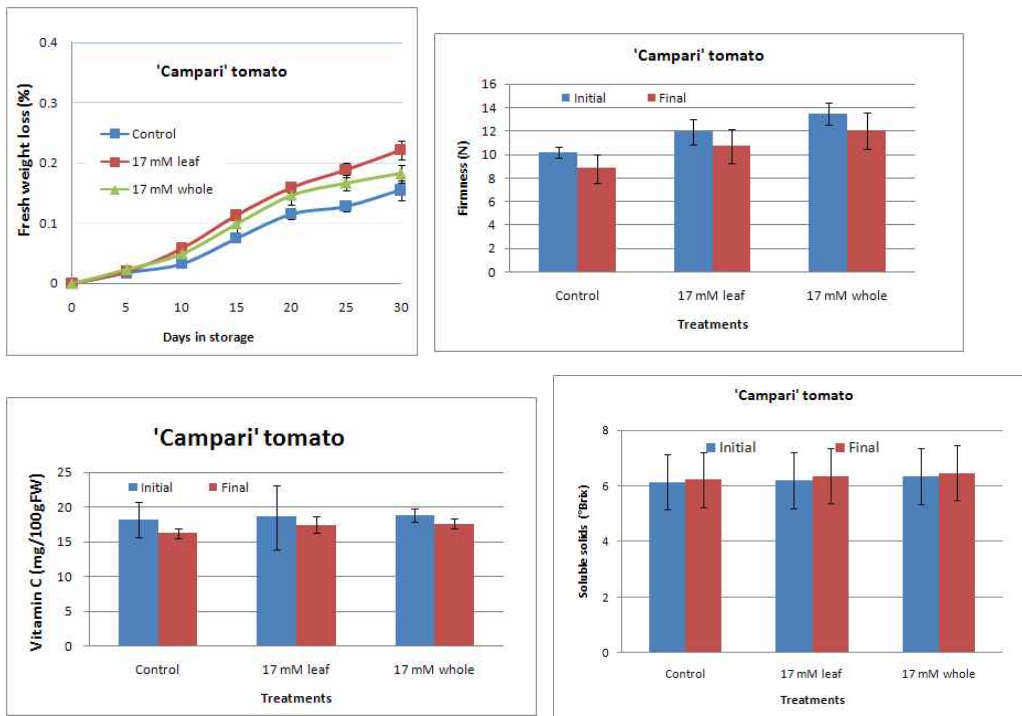 'Campari' tomato
Fresh weight loss (%)
0.4
0.3
0.2
0.1
0
Control
17 mM leaf
17 mM whole
0 5 10 15 20 25 30
Days in storage
'Campari' tomato
Firmness (N)
16
14
12
10
8
6
4
2
0
Initial Final
Control 17 mM leaf 17 mM whole
Treatments
'Campari' tomato
Vitamin C (mg/100gFW)
25
20
15
10
5
0
Initial Final
Control 17 mM leaf 17 mM whole
Treatments
'Campari' tomato
Soluble solids (°Brix)
8
6
4
2
0
Initial Final
Control 17 mM leaf 17 mM whole
Treatments